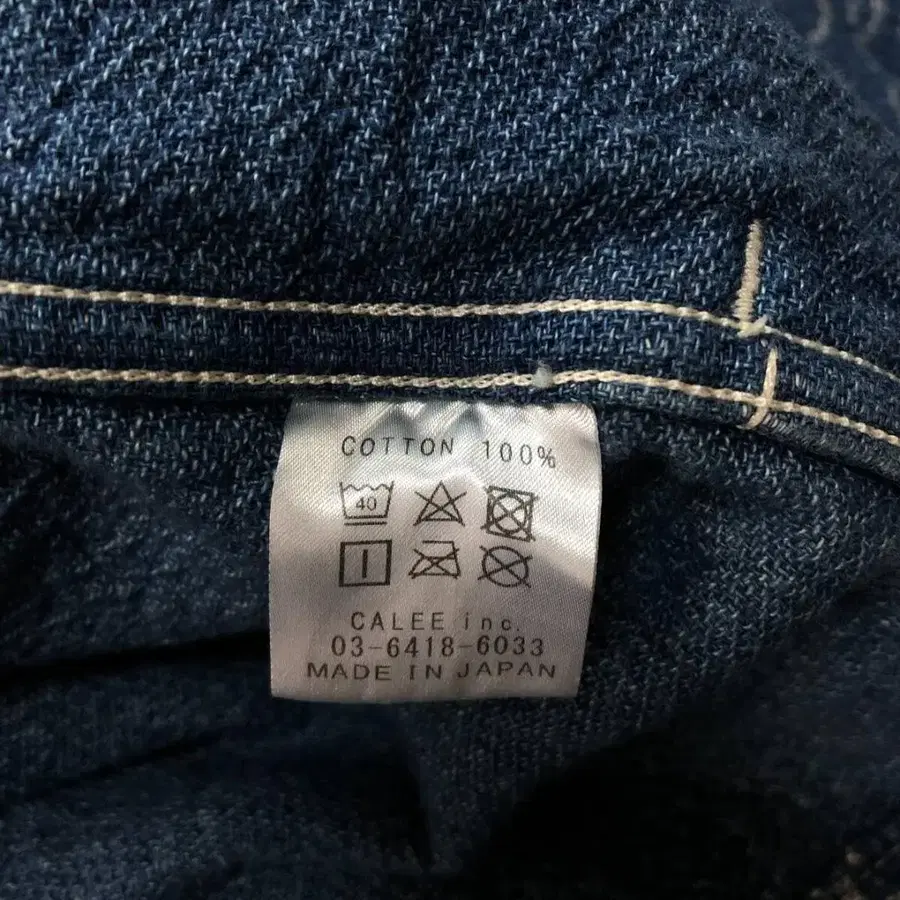 COTTON 100%
40
CALEE inc.
03-6418-6033
MADE IN JAPAN